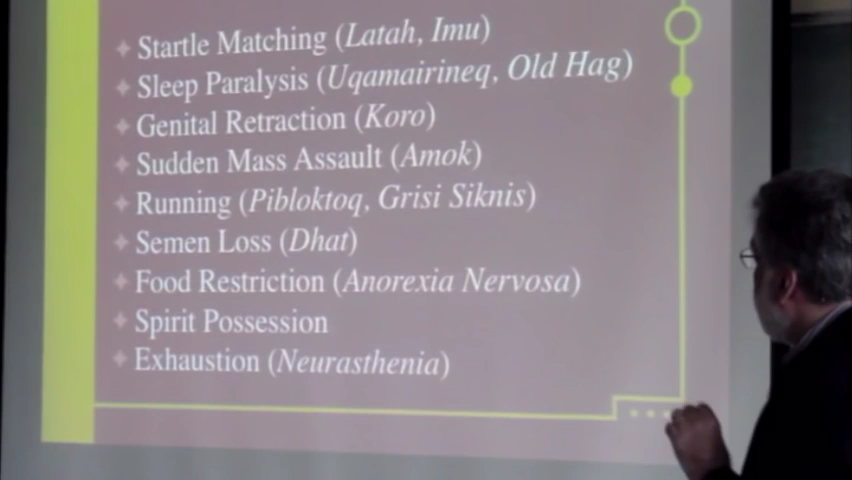 Startle Matching (Latah, Imu)
Sleep Paralysis (Uqamairineq, Old Hag)
Genital Retraction (Koro)
Sudden Mass Assault (Amok)
Running (Pibloktoq, Grisi Siknis)
Semen Loss (Dhat)
Food Restriction (Anorexia Nervosa)
Spirit Possession
Exhaustion (Neurasthenia)